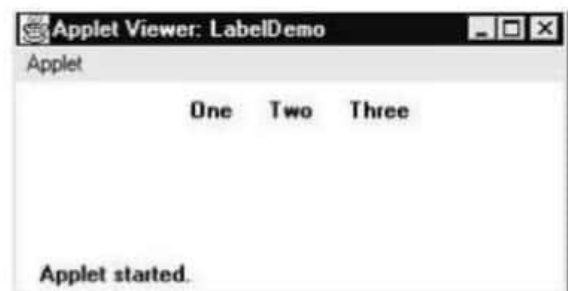 Applet Viewer: LabelDemo
Applet
One Two Three
Applet started.